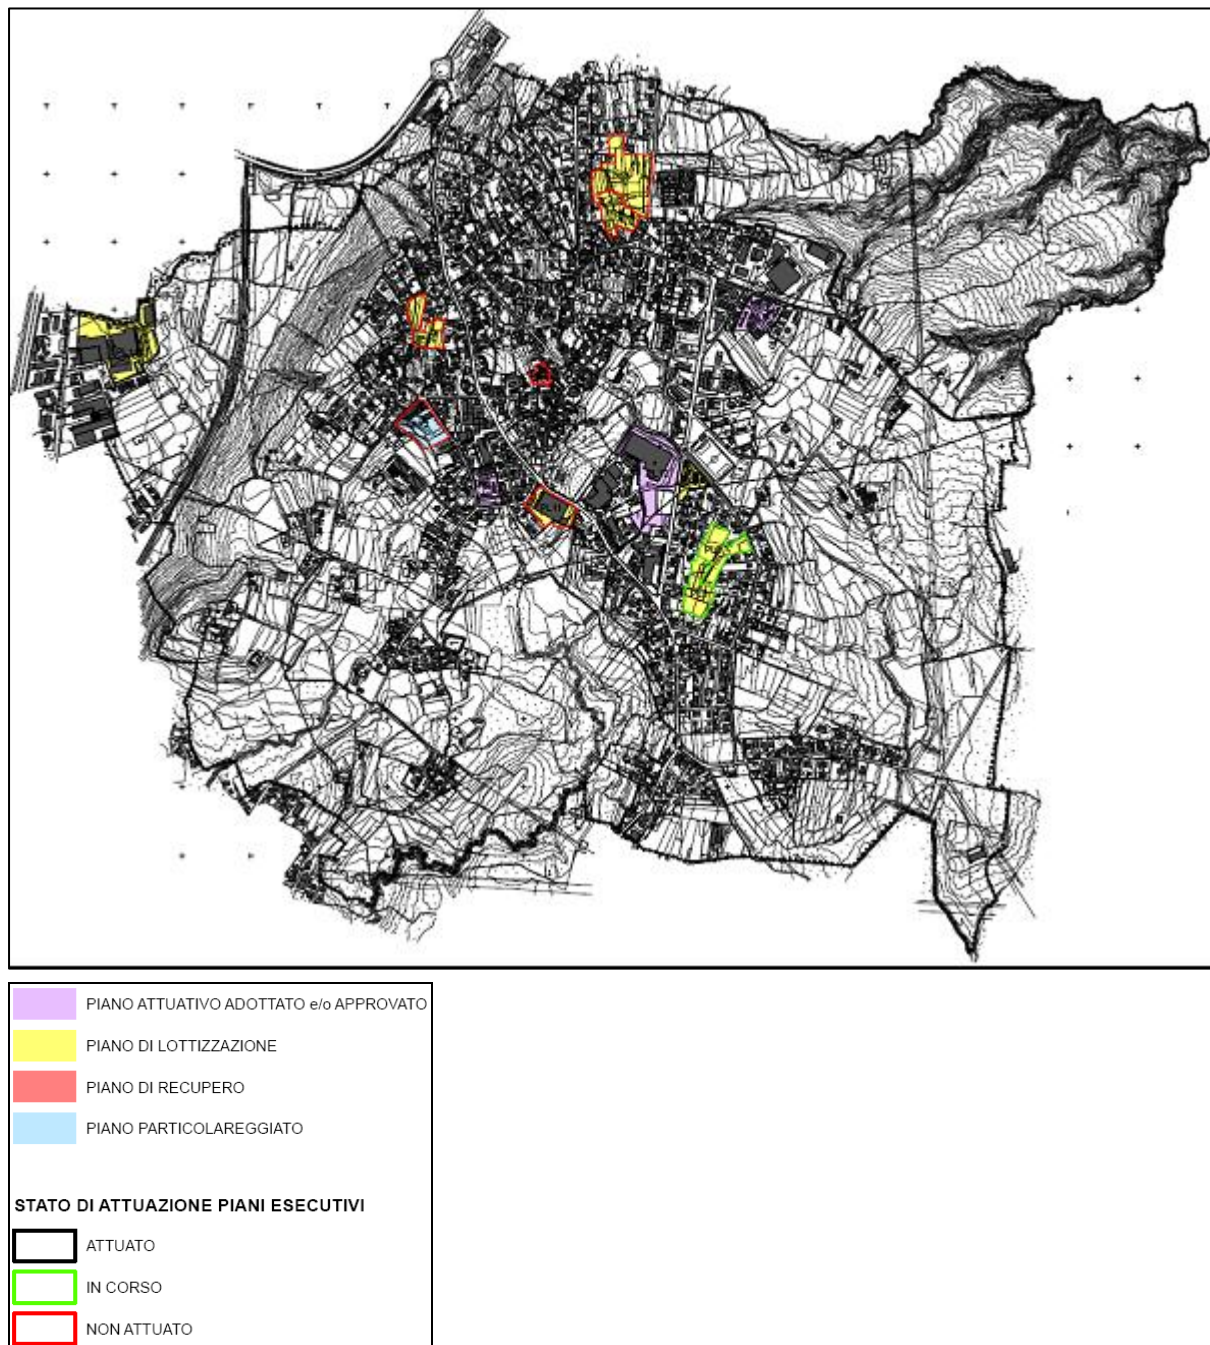 PIANO ATTUATIVO ADOTTATO e/o APPROVATO
PIANO DI LOTTIZZAZIONE
PIANO DI RECUPERO
PIANO PARTICOLAREGGIATO
STATO DI ATTUAZIONE PIANI ESECUTIVI
ATTUATO
IN CORSO
NON ATTUATO